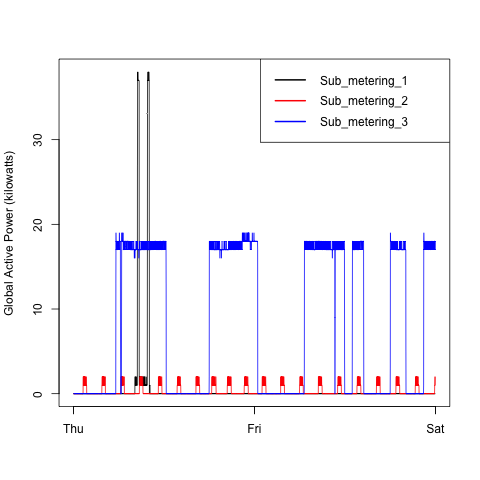 Sub_metering_1
Sub_metering_2
Sub_metering_3
Global Active Power (kilowatts)
30
20
10
0
Thu Fri Sat